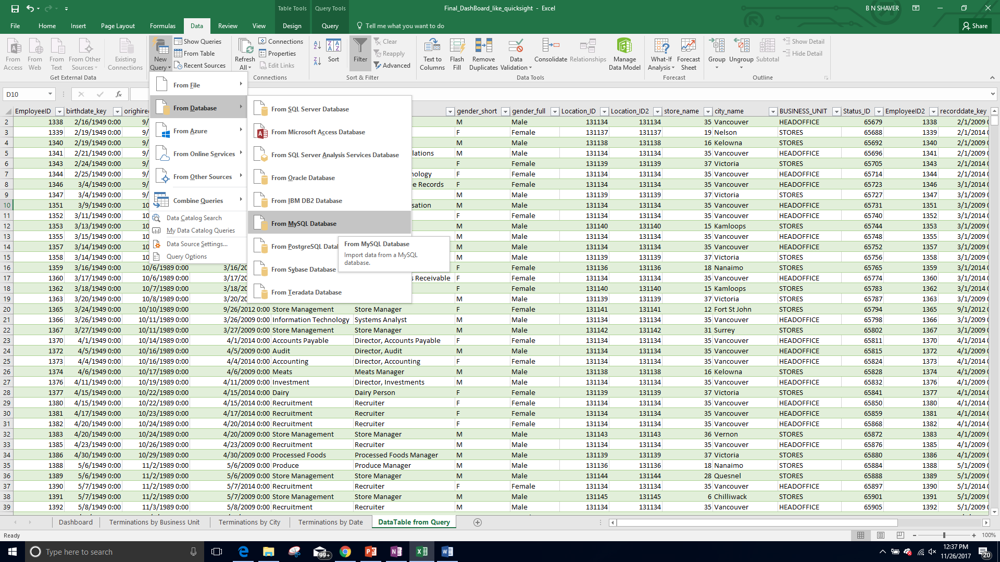 Table Tools Query Tools Final_DashBoard_like_quicksight - Excel B N SHAVER
File Home Insert Page Layout Formulas Data Review View Design Query Tell me what you want to do Share
From Access From Web From Text From Other Sources Existing Connections New Query Show Queries From Table Recent Sources Refresh All Connections Properties Edit Links Sort Filter Clear Reapply Advanced Text to Columns Flash Fill Remove Duplicates Data Validation Consolidate Relationships Manage Data Model What-If Analysis Forecast Sheet Group Ungroup Subtotal Show Detail Hide Detail
Get External Data Connections Sort & Filter Data Tools Forecast Outline
D10 fx
From File
From Database
From Azure
From Online Services
From Other Sources
Combine Queries
Data Catalog Search
My Data Catalog Queries
Data Source Settings...
Query Options
From SQL Server Database
From Microsoft Access Database
From SQL Server Analysis Services Database
From Oracle Database
From IBM DB2 Database
From MySQL Database
From PostgreSQL
From Sybase Database
From Teradata Database
From MySQL Database
Import data from a MySQL
database.
EmployeeID birthdate_key gender_short gender_full Location_ID Location_ID2 store_name city_name BUSINESS_UNIT Status_ID EmployeeID2 recorddate_key
2 1338 2/16/1949 0:00 9/ M Male 131134 131134 35 Vancouver HEADOFFICE 65679 1338 2/1/2009
3 1339 2/19/1949 0:00 9/ F Female 131137 131137 19 Nelson STORES 65688 1339 2/1/2014
4 1340 2/19/1949 0:00 9/ M Male 131138 131138 16 Kelowna STORES 65692 1340 2/1/2009
5 1341 2/21/1949 0:00 9/ lations M Male 131134 131134 35 Vancouver HEADOFFICE 65696 1341 2/1/2009
6 1343 2/24/1949 0:00 9/ F Female 131139 131139 37 Victoria STORES 65705 1343 2/1/2014
7 1344 2/25/1949 0:00 9/ nology F Female 131134 131134 35 Vancouver HEADOFFICE 65714 1344 2/1/2014
8 1346 3/4/1949 0:00 9/ e Records F Female 131134 131134 35 Vancouver HEADOFFICE 65723 1346 3/1/2014
9 1347 3/4/1949 0:00 9/ M Male 131139 131139 37 Victoria STORES 65727 1347 3/1/2009
10 1351 3/9/1949 0:00 10 sation M Male 131134 131134 35 Vancouver HEADOFFICE 65731 1351 3/1/2009
11 1352 3/11/1949 0:00 10 F Female 131134 131134 35 Vancouver HEADOFFICE 65740 1352 3/1/2014
12 1353 3/13/1949 0:00 10 M Male 131140 131140 15 Kamloops STORES 65744 1353 3/1/2009
13 1355 3/15/1949 0:00 10 M Male 131134 131134 35 Vancouver HEADOFFICE 65748 1355 3/1/2009
14 1357 3/14/1949 0:00 10 M Male 131134 131134 35 Vancouver HEADOFFICE 65752 1357 3/1/2009
15 1358 3/14/1949 0:00 10 M Male 131139 131139 37 Victoria STORES 65756 1358 3/1/2009
16 1359 3/16/1949 0:00 10/6/1989 0:00 3/16/20 F Female 131136 131136 18 Nanaimo STORES 65765 1359 3/1/2014
17 1360 3/17/1949 0:00 10/6/1989 0:00 3/17/20 s Receivable F Female 131134 131134 35 Vancouver HEADOFFICE 65774 1360 3/1/2014
18 1362 3/18/1949 0:00 10/7/1989 0:00 3/18/20 F Female 131140 131140 15 Kamloops STORES 65783 1362 3/1/2014
19 1363 3/20/1949 0:00 10/8/1989 0:00 3/20/20 M Male 131139 131139 37 Victoria STORES 65787 1363 3/1/2009
20 1365 3/24/1949 0:00 10/10/1989 0:00 9/26/2012 0:00 Store Management Store Manager F Female 131141 131141 12 Fort St John STORES 65794 1365 9/1/2012
21 1366 3/26/1949 0:00 10/11/1989 0:00 3/26/2009 0:00 Information Technology Systems Analyst M Male 131134 131134 35 Vancouver HEADOFFICE 65798 1366 3/1/2009
22 1367 3/27/1949 0:00 10/11/1989 0:00 3/27/2009 0:00 Store Management Store Manager M Male 131142 131142 31 Surrey STORES 65802 1367 3/1/2009
23 1370 4/1/1949 0:00 10/14/1989 0:00 4/1/2014 0:00 Accounts Payable Director, Accounts Payable F Female 131134 131134 35 Vancouver HEADOFFICE 65811 1370 4/1/2014
24 1372 4/5/1949 0:00 10/16/1989 0:00 4/5/2009 0:00 Audit Director, Audit M Male 131134 131134 35 Vancouver HEADOFFICE 65815 1372 4/1/2009
25 1373 4/4/1949 0:00 10/16/1989 0:00 4/4/2014 0:00 Accounting Director, Accounting F Female 131134 131134 35 Vancouver HEADOFFICE 65824 1373 4/1/2014
26 1374 4/6/1949 0:00 10/17/1989 0:00 4/6/2009 0:00 Meats Meats Manager M Male 131138 131138 16 Kelowna STORES 65828 1374 4/1/2009
27 1376 4/11/1949 0:00 10/19/1989 0:00 4/11/2009 0:00 Investment Director, Investments M Male 131134 131134 35 Vancouver HEADOFFICE 65832 1376 4/1/2009
28 1377 4/15/1949 0:00 10/22/1989 0:00 4/15/2014 0:00 Dairy Dairy Person F Female 131139 131139 37 Victoria STORES 65841 1377 4/1/2014
29 1380 4/15/1949 0:00 10/22/1989 0:00 4/15/2014 0:00 Recruitment Recruiter F Female 131134 131134 35 Vancouver HEADOFFICE 65850 1380 4/1/2014
30 1381 4/17/1949 0:00 10/23/1989 0:00 4/17/2014 0:00 Recruitment Recruiter F Female 131134 131134 35 Vancouver HEADOFFICE 65859 1381 4/1/2014
31 1382 4/20/1949 0:00 10/24/1989 0:00 4/20/2014 0:00 Recruitment Recruiter F Female 131134 131134 35 Vancouver HEADOFFICE 65868 1382 4/1/2014
32 1383 4/20/1949 0:00 10/24/1989 0:00 4/20/2009 0:00 Store Management Store Manager M Male 131143 131143 36 Vernon STORES 65872 1383 4/1/2009
33 1385 4/23/1949 0:00 10/26/1989 0:00 4/23/2009 0:00 Recruitment Recruiter M Male 131134 131134 35 Vancouver HEADOFFICE 65876 1385 4/1/2009
34 1386 4/30/1949 0:00 10/29/1989 0:00 4/30/2009 0:00 Processed Foods Processed Foods Manager M Male 131139 131139 37 Victoria STORES 65880 1386 4/1/2009
35 1388 5/6/1949 0:00 11/2/1989 0:00 5/6/2009 0:00 Produce Produce Manager M Male 131136 131136 18 Nanaimo STORES 65884 1388 5/1/2009
36 1389 5/6/1949 0:00 11/2/1989 0:00 5/6/2009 0:00 Store Management Store Manager M Male 131144 131144 28 Quesnel STORES 65888 1389 5/1/2009
37 1390 5/7/1949 0:00 11/2/1989 0:00 5/7/2014 0:00 Recruitment Recruiter F Female 131134 131134 35 Vancouver HEADOFFICE 65897 1390 5/1/2014
38 1391 5/7/1949 0:00 11/2/1989 0:00 5/7/2009 0:00 Store Management Store Manager M Male 131145 131145 6 Chilliwack STORES 65901 1391 5/1/2009
39 1392 5/8/1949 0:00 11/3/1989 0:00 5/8/2009 0:00 Recruitment Recruiter M Male 131134 131134 35 Vancouver HEADOFFICE 65905 1392 5/1/2009
Dashboard Terminations by Business Unit Terminations by City Terminations by Date DataTable from Query
Ready 100%
Type here to search 99+ 12:37 PM
11/26/2017 20